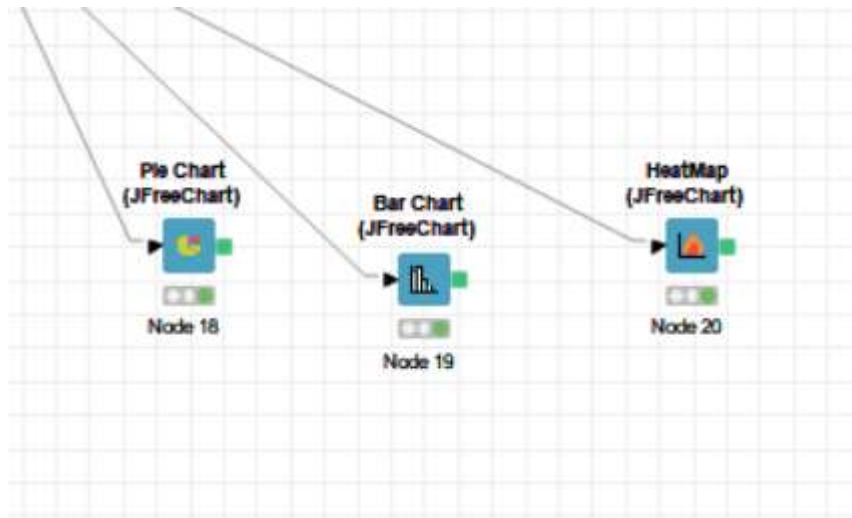 Pie Chart
(JFreeChart)
Node 18
Bar Chart
(JFreeChart)
Node 19
HeatMap
(JFreeChart)
Node 20